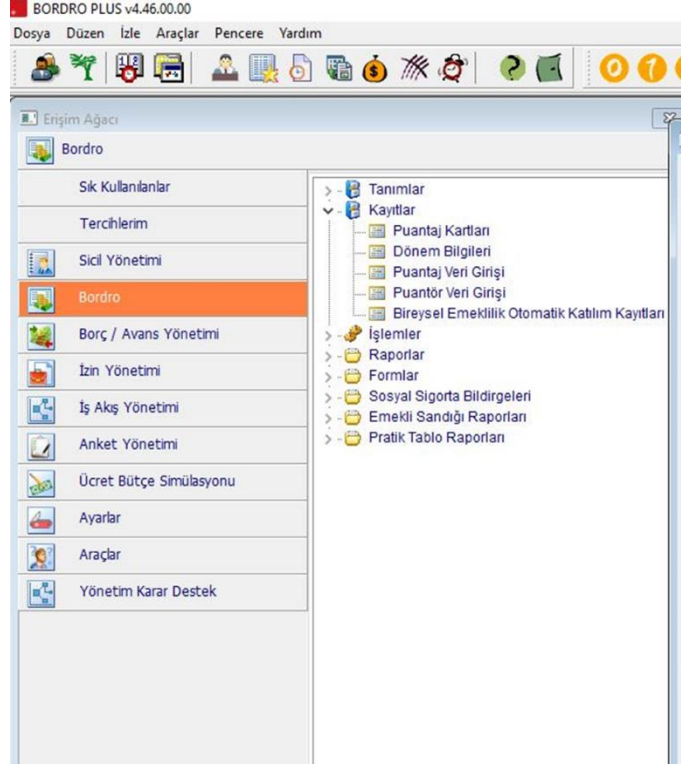 BORDRO PLUS v4.46.00.00
Dosya Düzen İzle Araçlar Pencere Yardım
Erişim Ağacı
Bordro
Sık Kullanılanlar
Tercihlerim
Sicil Yönetimi
Bordro
Borç / Avans Yönetimi
İzin Yönetimi
İş Akış Yönetimi
Anket Yönetimi
Ücret Bütçe Simülasyonu
Ayarlar
Araçlar
Yönetim Karar Destek
Tanımlar
Kayıtlar
Puantaj Kartları
Dönem Bilgileri
Puantaj Veri Girişi
Puantör Veri Girişi
Bireysel Emeklilik Otomatik Katılım Kayıtları
İşlemler
Raporlar
Formlar
Sosyal Sigorta Bildirgeleri
Emekli Sandığı Raporları
Pratik Tablo Raporları